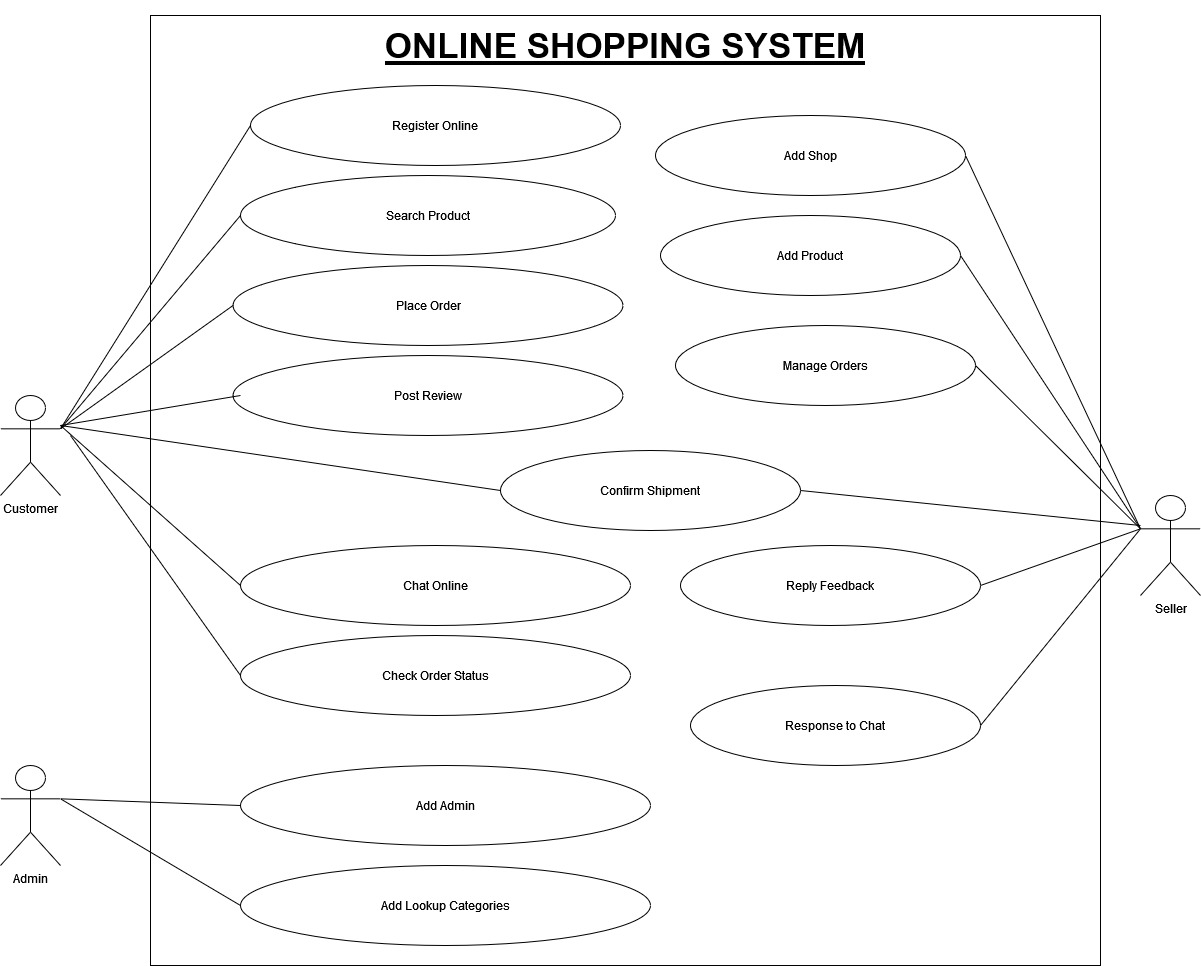 ONLINE SHOPPING SYSTEM
Register Online
Add Shop
Search Product
Add Product
Place Order
Manage Orders
Post Review
Customer
Confirm Shipment
Chat Online
Reply Feedback
Seller
Check Order Status
Response to Chat
Add Admin
Admin
Add Lookup Categories